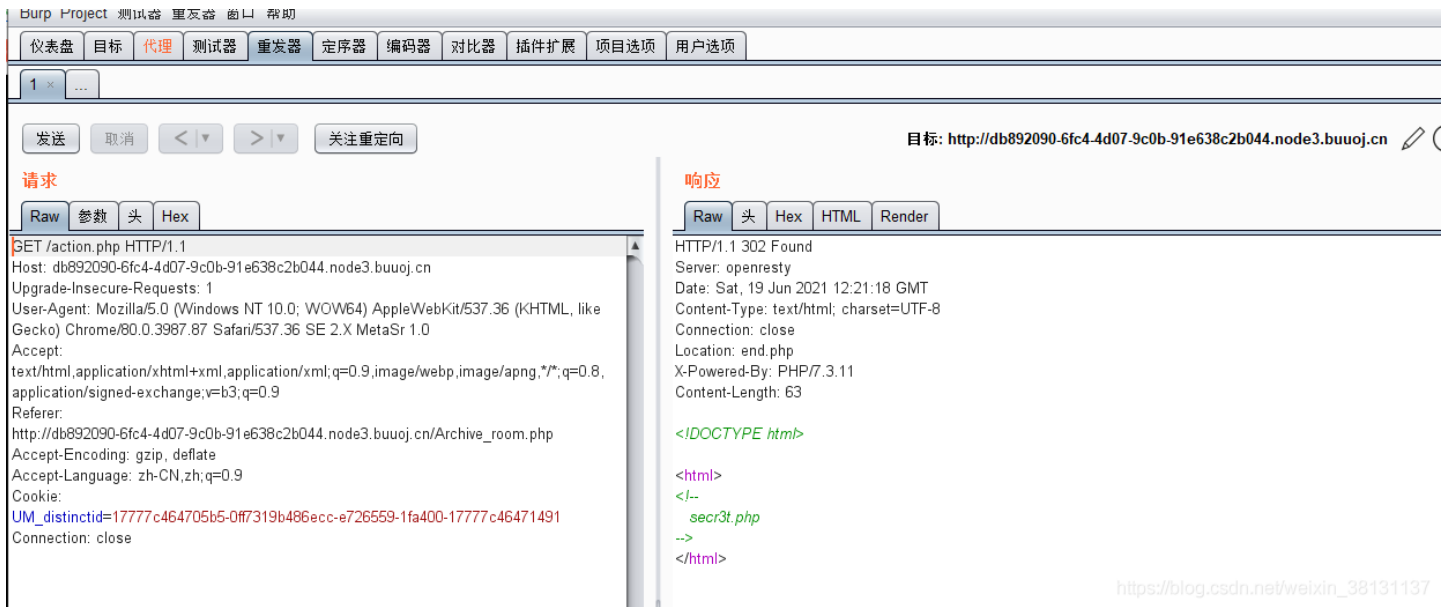 Burp Project 测试器 重发器 窗口 帮助
仪表盘 目标 代理 测试器 重发器 定序器 编码器 对比器 插件扩展 项目选项 用户选项
1 × ...
发送 取消 < | ▼ > | ▼ 关注重定向 目标: http://db892090-6fc4-4d07-9c0b-91e638c2b044.node3.buuoj.cn
请求
Raw 参数 头 Hex
GET /action.php HTTP/1.1
Host: db892090-6fc4-4d07-9c0b-91e638c2b044.node3.buuoj.cn
Upgrade-Insecure-Requests: 1
User-Agent: Mozilla/5.0 (Windows NT 10.0; WOW64) AppleWebKit/537.36 (KHTML, like
Gecko) Chrome/80.0.3987.87 Safari/537.36 SE 2.X MetaSr 1.0
Accept:
text/html,application/xhtml+xml,application/xml;q=0.9,image/webp,image/apng,*/*;q=0.8,
application/signed-exchange;v=b3;q=0.9
Referer:
http://db892090-6fc4-4d07-9c0b-91e638c2b044.node3.buuoj.cn/Archive_room.php
Accept-Encoding: gzip, deflate
Accept-Language: zh-CN,zh;q=0.9
Cookie:
UM_distinctid=17777c464705b5-0ff7319b486ecc-e726559-1fa400-17777c46471491
Connection: close
响应
Raw 头 Hex HTML Render
HTTP/1.1 302 Found
Server: openresty
Date: Sat, 19 Jun 2021 12:21:18 GMT
Content-Type: text/html; charset=UTF-8
Connection: close
Location: end.php
X-Powered-By: PHP/7.3.11
Content-Length: 63
<!DOCTYPE html>
<html>
<!--
secr3t.php
-->
</html>
https://blog.csdn.net/weixin_38131137